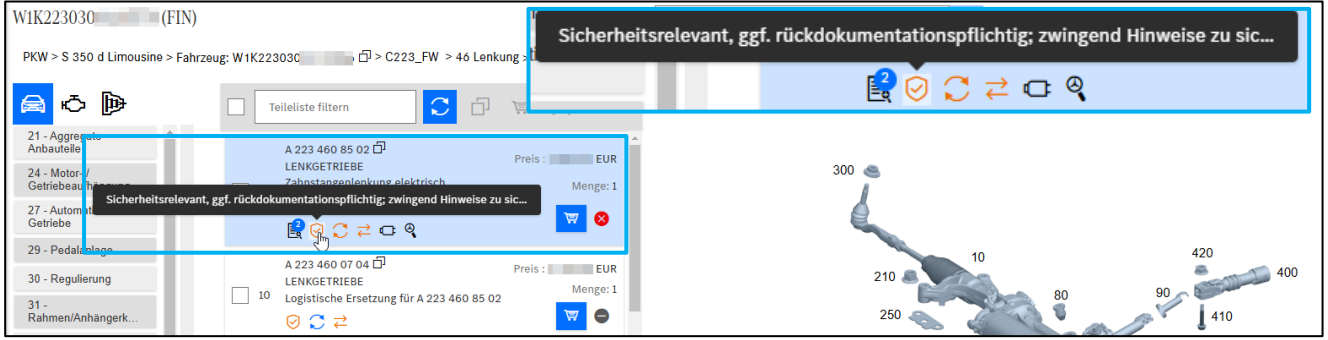 W1K223030 (FIN)
PKW > S 350 d Limousine > Fahrzeug: W1K223030 > C223_FW > 46 Lenkung >
Sicherheitsrelevant, ggf. rückdokumentationspflichtig; zwingend Hinweise zu sic...
2
Teileliste filtern
21 - Aggregate
Anbauteile
24 - Motor-/
27 -
Getriebe
29 - Pedalanlage
30 - Regulierung
31 -
Rahmen/Anhängerk...
A 223 460 85 02
LENKGETRIEBE
Zahnstangenlenkung elektrisch
Preis : EUR
Menge: 1
Sicherheitsrelevant, ggf. rückdokumentationspflichtig; zwingend Hinweise zu sic...
2
A 223 460 07 04
LENKGETRIEBE
10 Logistische Ersetzung für A 223 460 85 02
Preis : EUR
Menge: 1
300
10
420
400
210
80
90
410
250